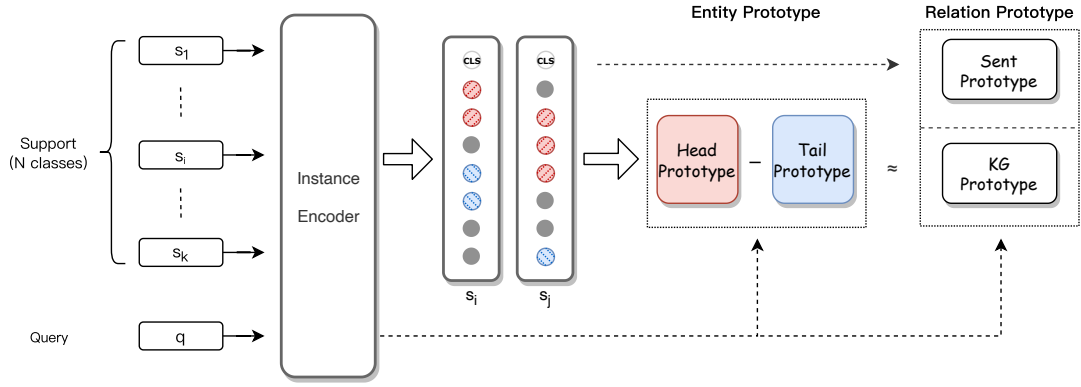 Entity Prototype
Relation Prototype
s1
Support
(N classes)
si
sk
Query
q
Instance
Encoder
CLS
CLS
si
sj
Head
Prototype
−
Tail
Prototype
≈
Sent
Prototype
KG
Prototype